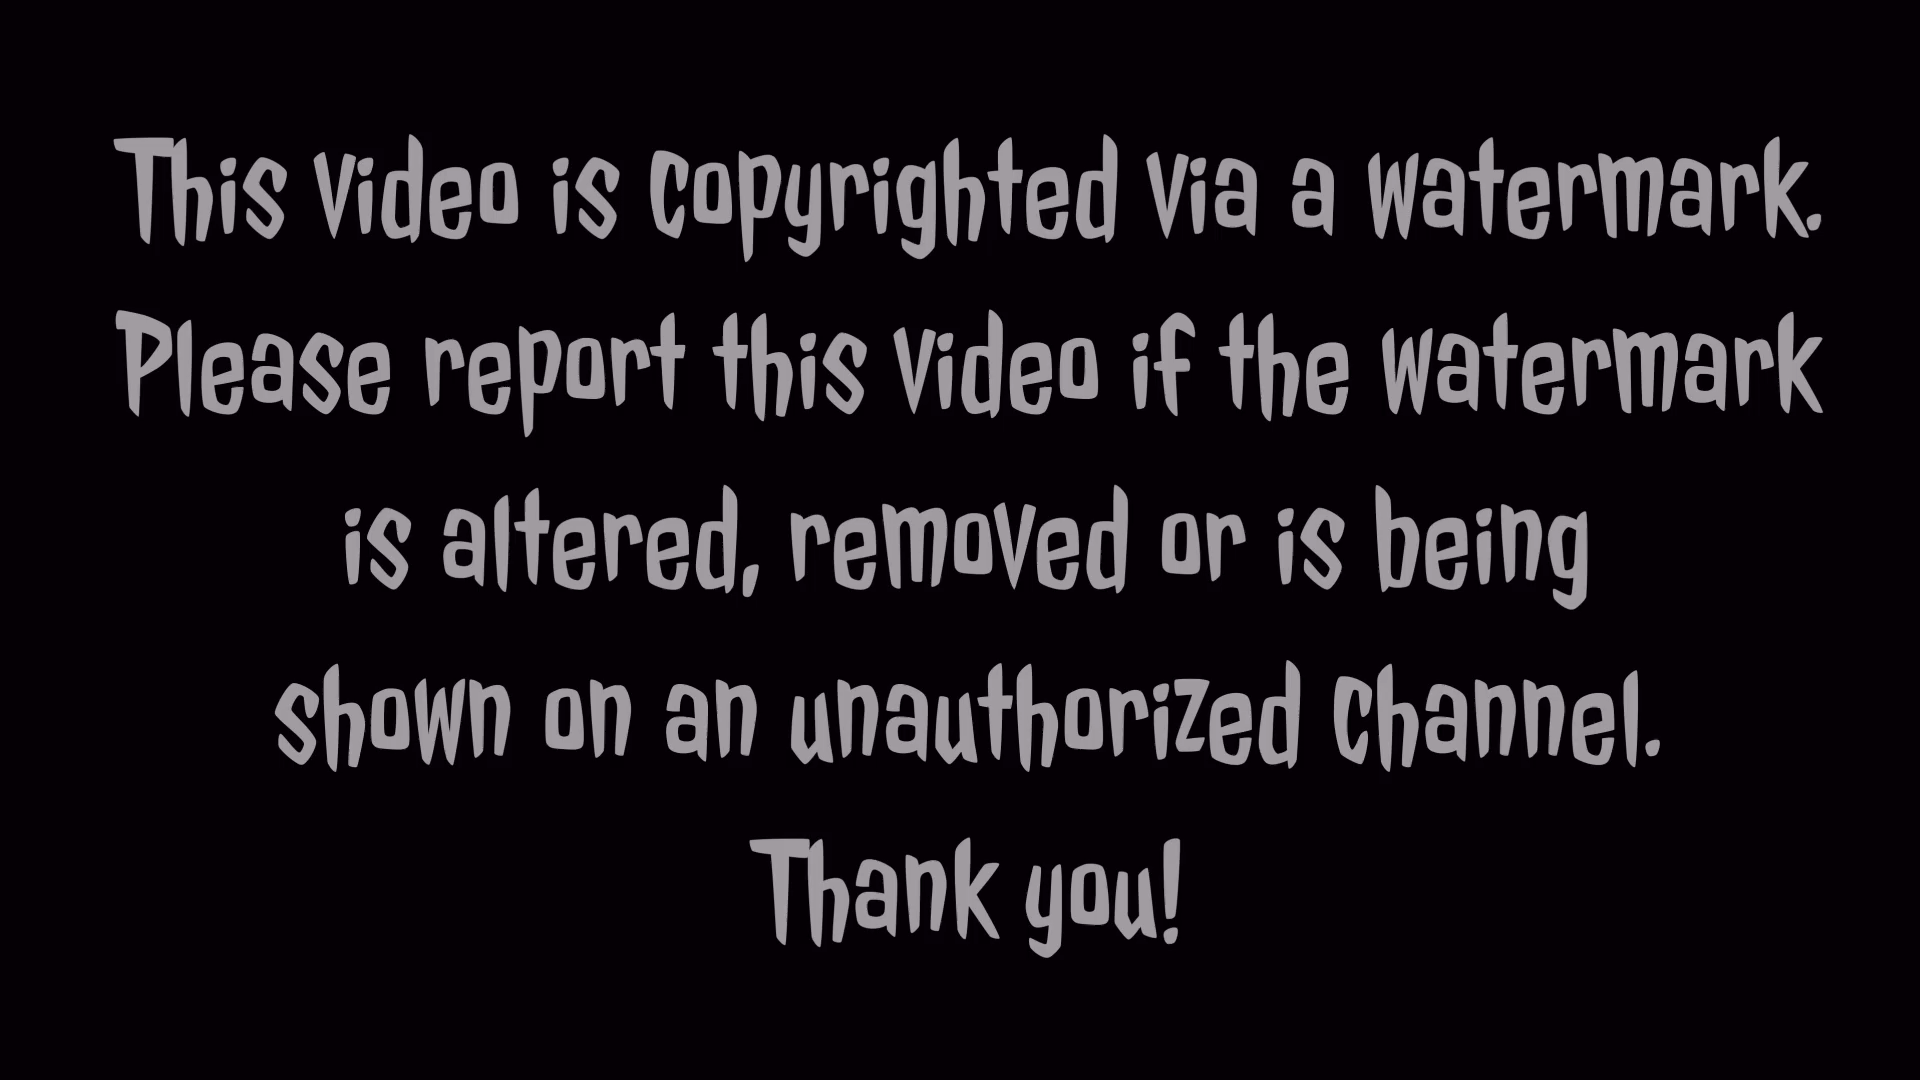 This video is copyrighted via a watermark.
Please report this video if the watermark
is altered, removed or is being
shown on an unauthorized channel.
Thank you!